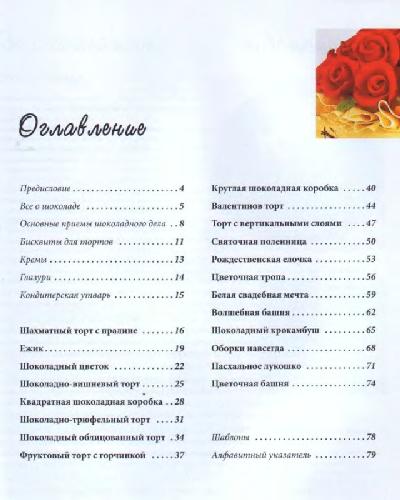 Оглавление
Предисловие ........................ 4
Все о шоколаде ...................... 5
Основные приемы шоколадного дела .. 8
Бисквиты для тортов ............... 11
Кремы ............................. 13
Глазури ............................ 14
Кондитерская утварь ............... 15
Шахматный торт с пралине ........ 16
Ежик .............................. 19
Шоколадный цветок ............... 22
Шоколадно-вишневый торт ........ 25
Квадратная шоколадная коробка .. 28
Шоколадно-трюфельный торт .... 31
Шоколадный облицованный торт . 34
Фруктовый торт с горчинкой ..... 37
Круглая шоколадная коробка ..... 40
Валентинов торт .................. 44
Торт с вертикальными слоями .... 47
Святочная поленница ............. 50
Рождественская елочка ........... 53
Цветочная тропа .................. 56
Белая свадебная мечта ............ 59
Волшебная башня ................. 62
Шоколадный крокамбуш .......... 65
Оборки навсегда .................. 68
Пасхальное лукошко .............. 71
Цветочная башня ................. 74
Шаблоны .......................... 78
Алфавитный указатель ............ 79